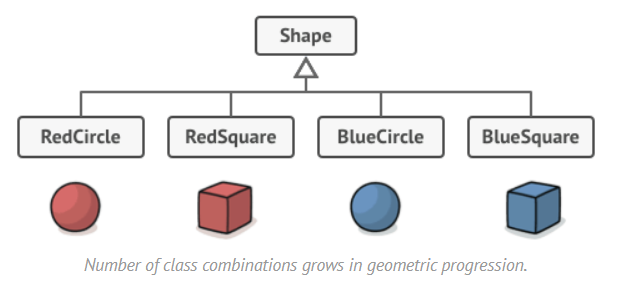 Shape
RedCircle RedSquare BlueCircle BlueSquare
Number of class combinations grows in geometric progression.